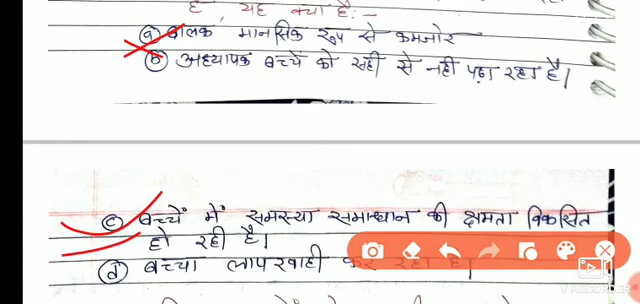 है, यह क्या है:-
ⓐ बालक मानसिक रूप से कमजोर
ⓑ अध्यापक बच्चें को सही से नही पढ़ा रहा है।
ⓒ बच्चें में समस्या समाधान की क्षमता विकसित
हो रही है।
ⓓ बच्चा लापरवाही कर रहा है।